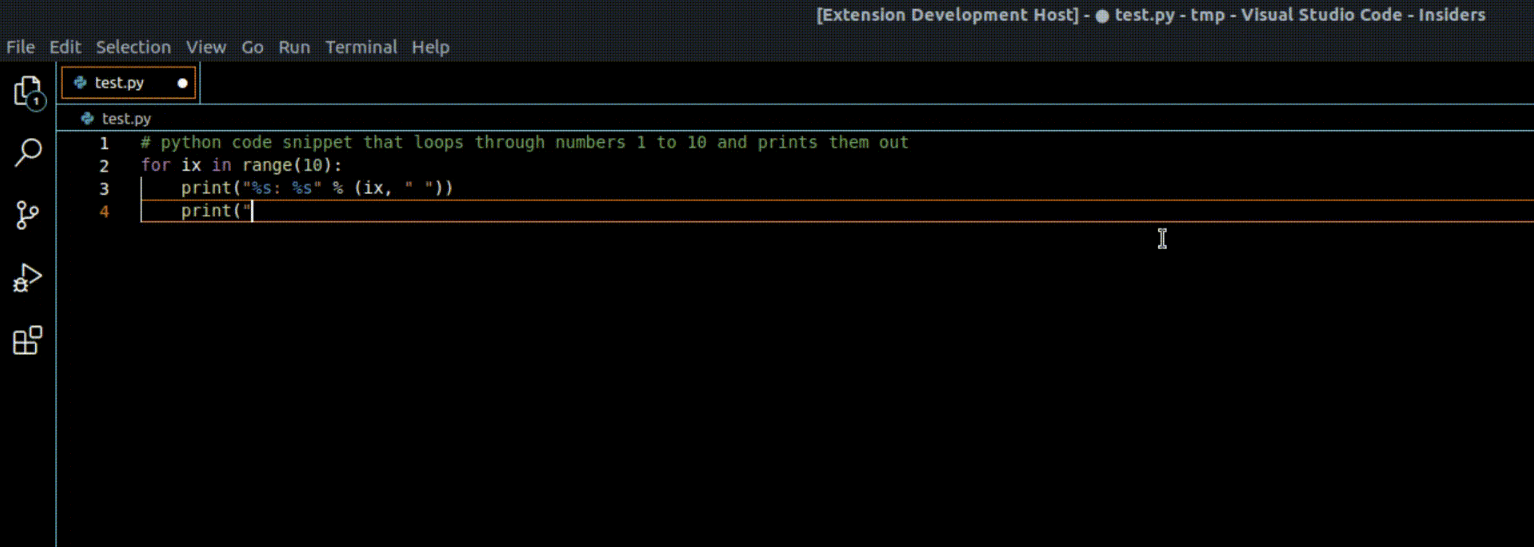 [Extension Development Host] - ● test.py - tmp - Visual Studio Code - Insiders
File Edit Selection View Go Run Terminal Help
test.py ●
1
test.py
1 # python code snippet that loops through numbers 1 to 10 and prints them out
2 for ix in range(10):
3     print("%s: %s" % (ix, " "))
4     print("